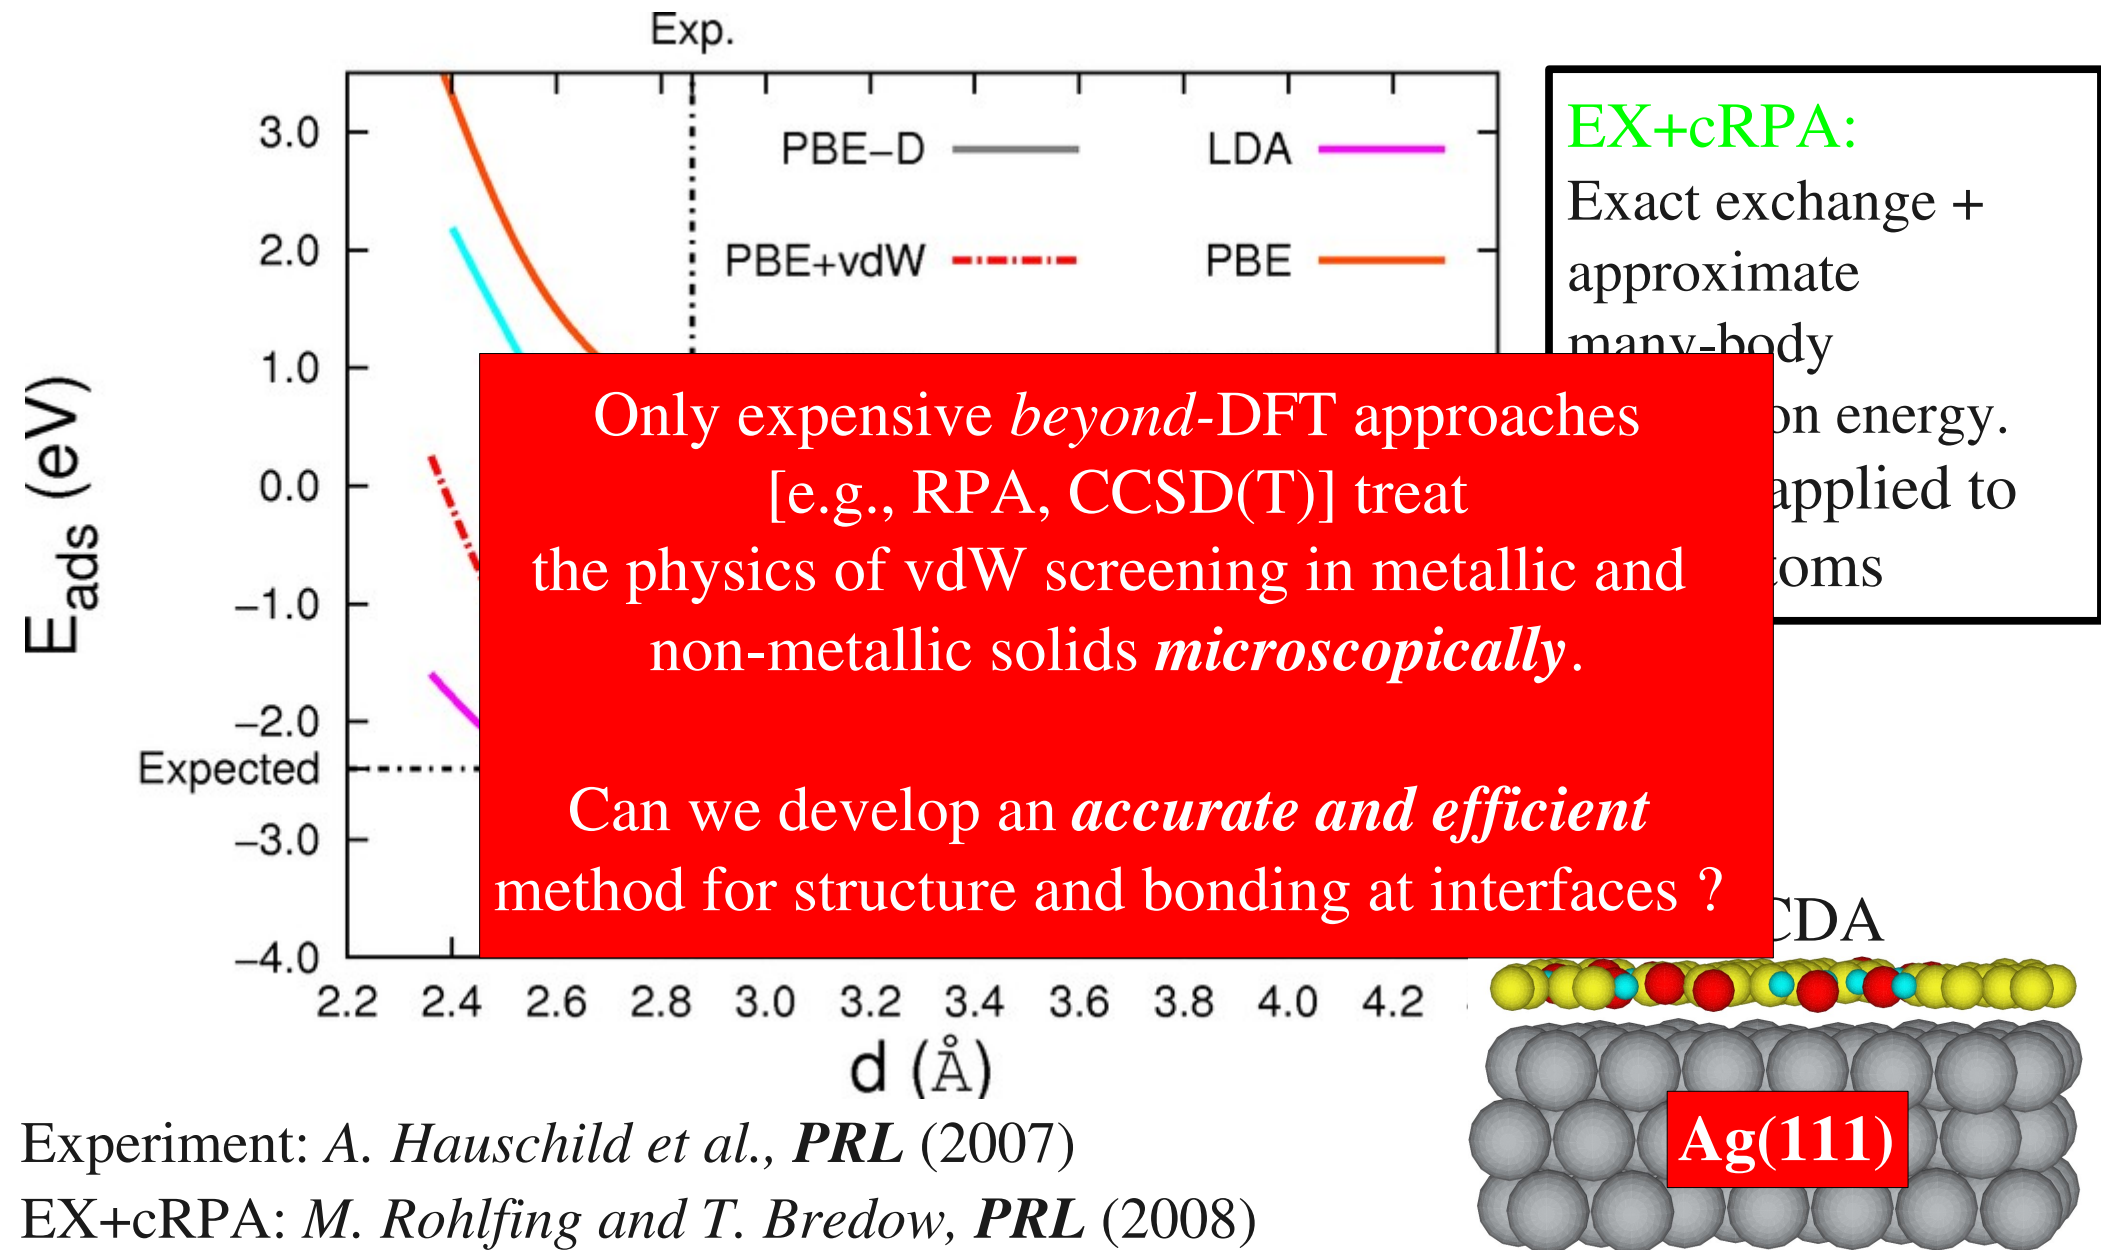 Exp.
3.0
2.0
1.0
0.0
−1.0
−2.0
Expected
−3.0
−4.0
E_ads (eV)
PBE−D
LDA
PBE+vdW
PBE
2.2 2.4 2.6 2.8 3.0 3.2 3.4 3.6 3.8 4.0 4.2
d (Å)
EX+cRPA:
Exact exchange +
approximate
many-body
energy.
applied to
Only expensive beyond-DFT approaches
[e.g., RPA, CCSD(T)] treat
the physics of vdW screening in metallic and
non-metallic solids microscopically.
Can we develop an accurate and efficient
method for structure and bonding at interfaces ?
CDA
Ag(111)
Experiment: A. Hauschild et al., PRL (2007)
EX+cRPA: M. Rohlfing and T. Bredow, PRL (2008)